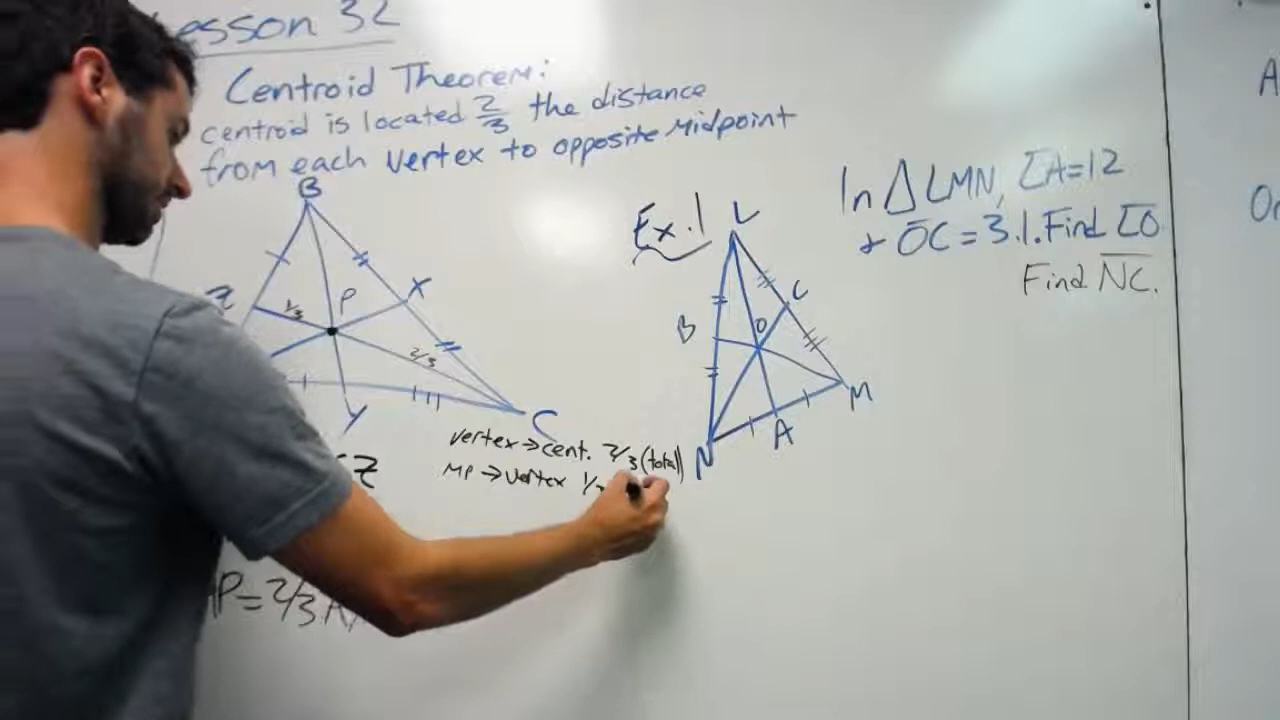 Lesson 32
Centroid Theorem:
centroid is located 2/3 the distance
from each vertex to opposite Midpoint
B
X
P
1/3
2/3
Y
C
Vertex → cent. 2/3 (total)
MP → vertex 1/
CZ
P = 2/3 A
Ex. 1
L
C
B
O
M
A
N
In △LMN, LA = 12
+ OC = 3.1. Find LO
Find NC.
A
Or